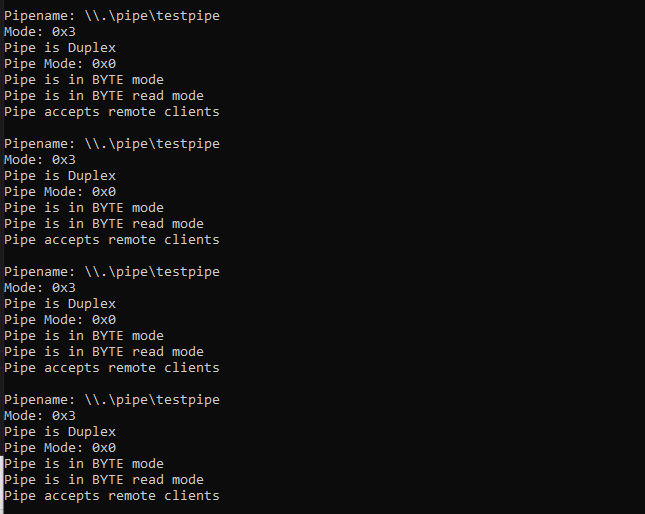 Pipename: \\.\pipe\testpipe
Mode: 0x3
Pipe is Duplex
Pipe Mode: 0x0
Pipe is in BYTE mode
Pipe is in BYTE read mode
Pipe accepts remote clients

Pipename: \\.\pipe\testpipe
Mode: 0x3
Pipe is Duplex
Pipe Mode: 0x0
Pipe is in BYTE mode
Pipe is in BYTE read mode
Pipe accepts remote clients

Pipename: \\.\pipe\testpipe
Mode: 0x3
Pipe is Duplex
Pipe Mode: 0x0
Pipe is in BYTE mode
Pipe is in BYTE read mode
Pipe accepts remote clients

Pipename: \\.\pipe\testpipe
Mode: 0x3
Pipe is Duplex
Pipe Mode: 0x0
Pipe is in BYTE mode
Pipe is in BYTE read mode
Pipe accepts remote clients